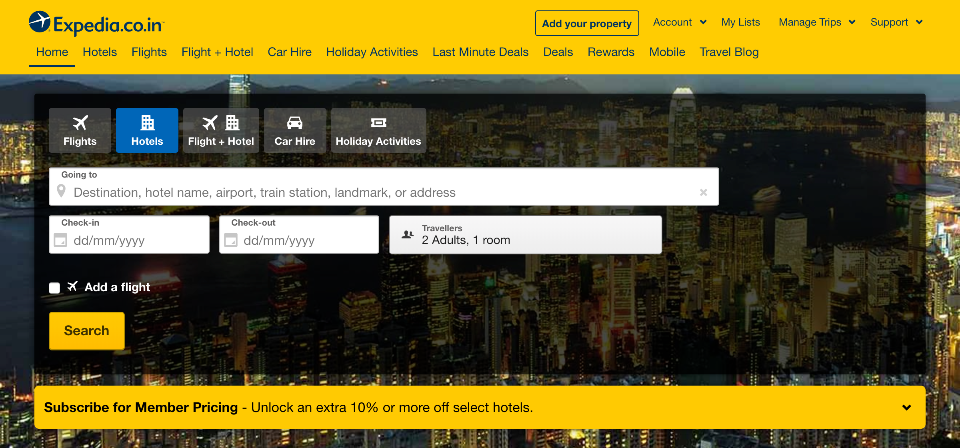 Expedia.co.in
Add your property
Account
My Lists
Manage Trips
Support
Home
Hotels
Flights
Flight + Hotel
Car Hire
Holiday Activities
Last Minute Deals
Deals
Rewards
Mobile
Travel Blog
Flights
Hotels
Flight + Hotel
Car Hire
Holiday Activities
Going to
Destination, hotel name, airport, train station, landmark, or address
Check-in
dd/mm/yyyy
Check-out
dd/mm/yyyy
Travellers
2 Adults, 1 room
Add a flight
Search
Subscribe for Member Pricing - Unlock an extra 10% or more off select hotels.